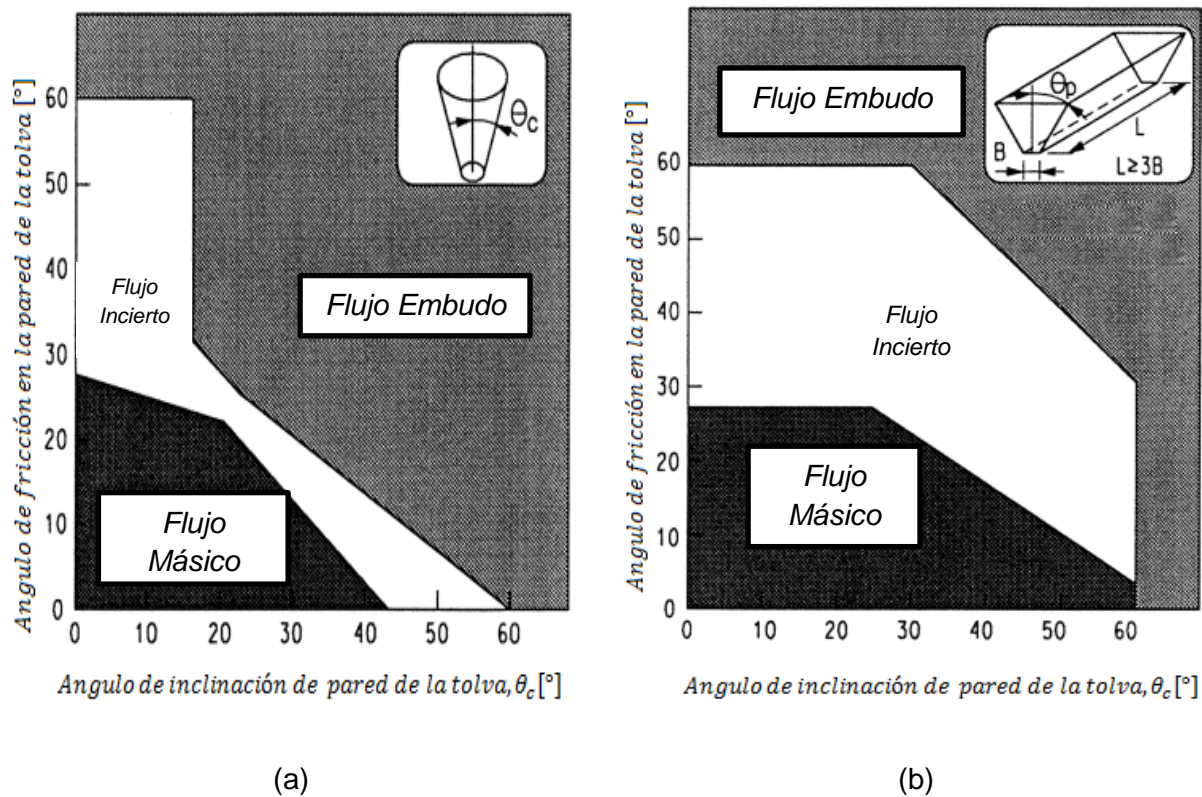 Angulo de fricción en la pared de la tolva [°]
60
50
40
30
20
10
0
Flujo
Incierto
Flujo Embudo
Flujo
Másico
θc
0 10 20 30 40 50 60
Angulo de inclinación de pared de la tolva, θc [°]
(a)
Angulo de fricción en la pared de la tolva [°]
60
50
40
30
20
10
0
Flujo Embudo
Flujo
Incierto
Flujo
Másico
θp
L
B
L≥3B
0 10 20 30 40 50 60
Angulo de inclinación de pared de la tolva, θc [°]
(b)